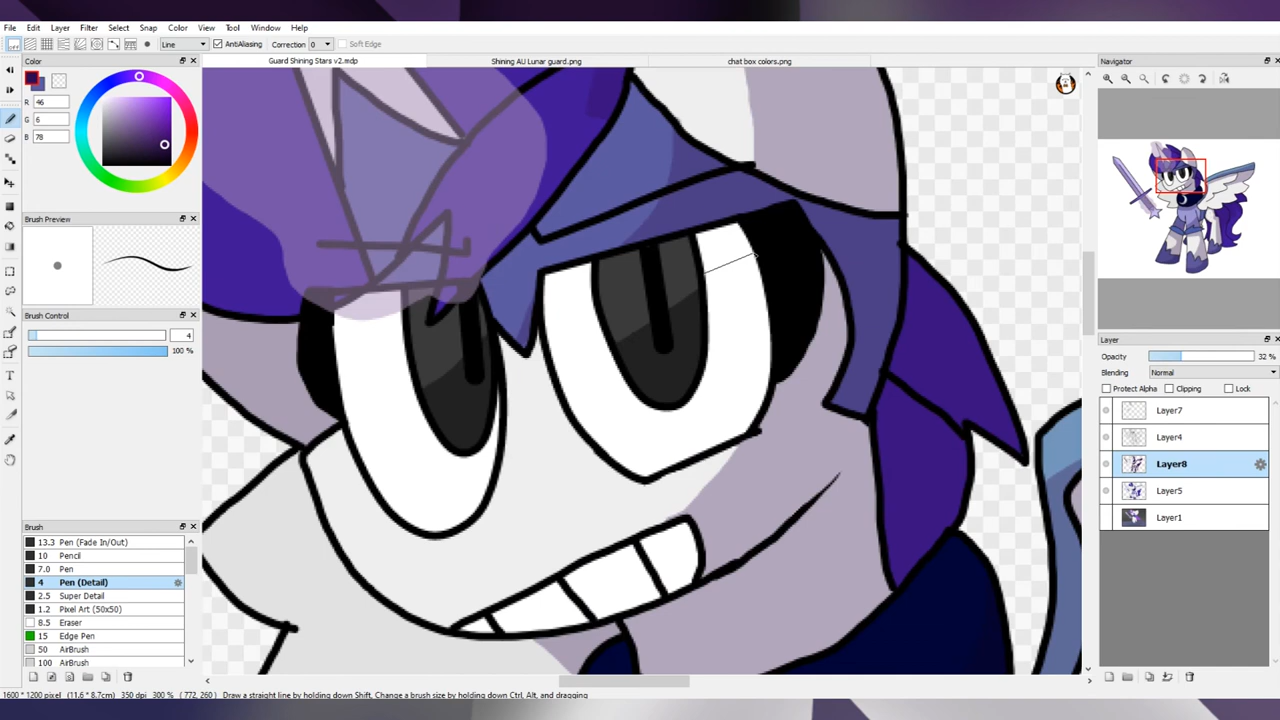 File Edit Layer Filter Select Snap Color View Tool Window Help
OFF Line AntiAliasing Correction 0 Soft Edge
Color
Guard Shining Stars v2.mdp Shining AU Lunar guard.png chat box colors.png
Navigator
R 46
G 6
B 78
Brush Preview
Brush Control
4
100 %
Layer
Opacity 32 %
Blending Normal
Protect Alpha Clipping Lock
Layer7
Layer4
Layer8
Layer5
Layer1
Brush
13.3 Pen (Fade In/Out)
10 Pencil
7.0 Pen
4 Pen (Detail)
2.5 Super Detail
1.2 Pixel Art (50x50)
8.5 Eraser
15 Edge Pen
50 AirBrush
100 AirBrush
1600 * 1200 pixel (11.6 * 8.7cm) 350 dpi 300 % ( 772, 260 ) Draw a straight line by holding down Shift, Change a brush size by holding down Ctrl, Alt, and dragging